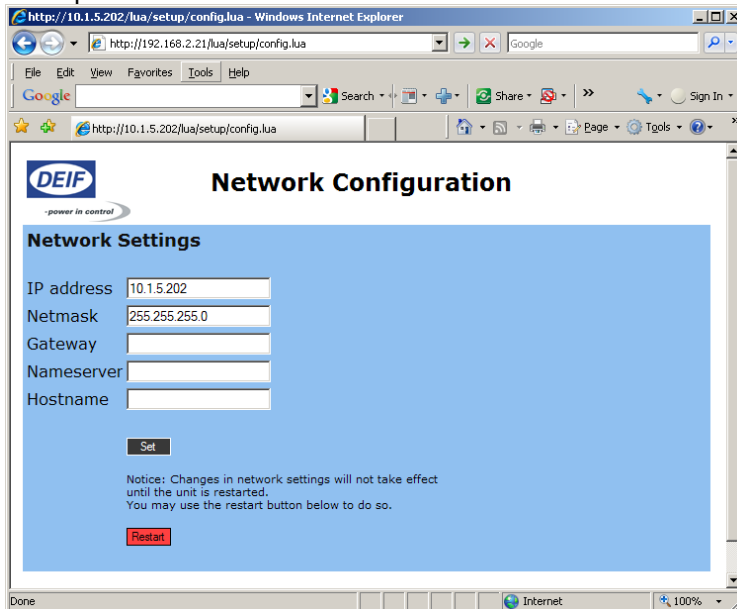 http://10.1.5.202/lua/setup/config.lua - Windows Internet Explorer
http://192.168.2.21/lua/setup/config.lua Google
File Edit View Favorites Tools Help
Google Search Share » Sign In
http://10.1.5.202/lua/setup/config.lua Page Tools »
DEIF
-power in control
Network Configuration
Network Settings
IP address 10.1.5.202
Netmask 255.255.255.0
Gateway
Nameserver
Hostname
Set
Notice: Changes in network settings will not take effect
until the unit is restarted.
You may use the restart button below to do so.
Restart
Done Internet 100%